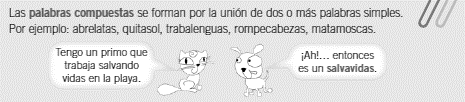 Las palabras compuestas se forman por la unión de dos o más palabras simples.
Por ejemplo: abrelatas, quitasol, trabalenguas, rompecabezas, matamoscas.
Tengo un primo que
trabaja salvando
vidas en la playa.
¡Ah!... entonces
es un salvavidas.